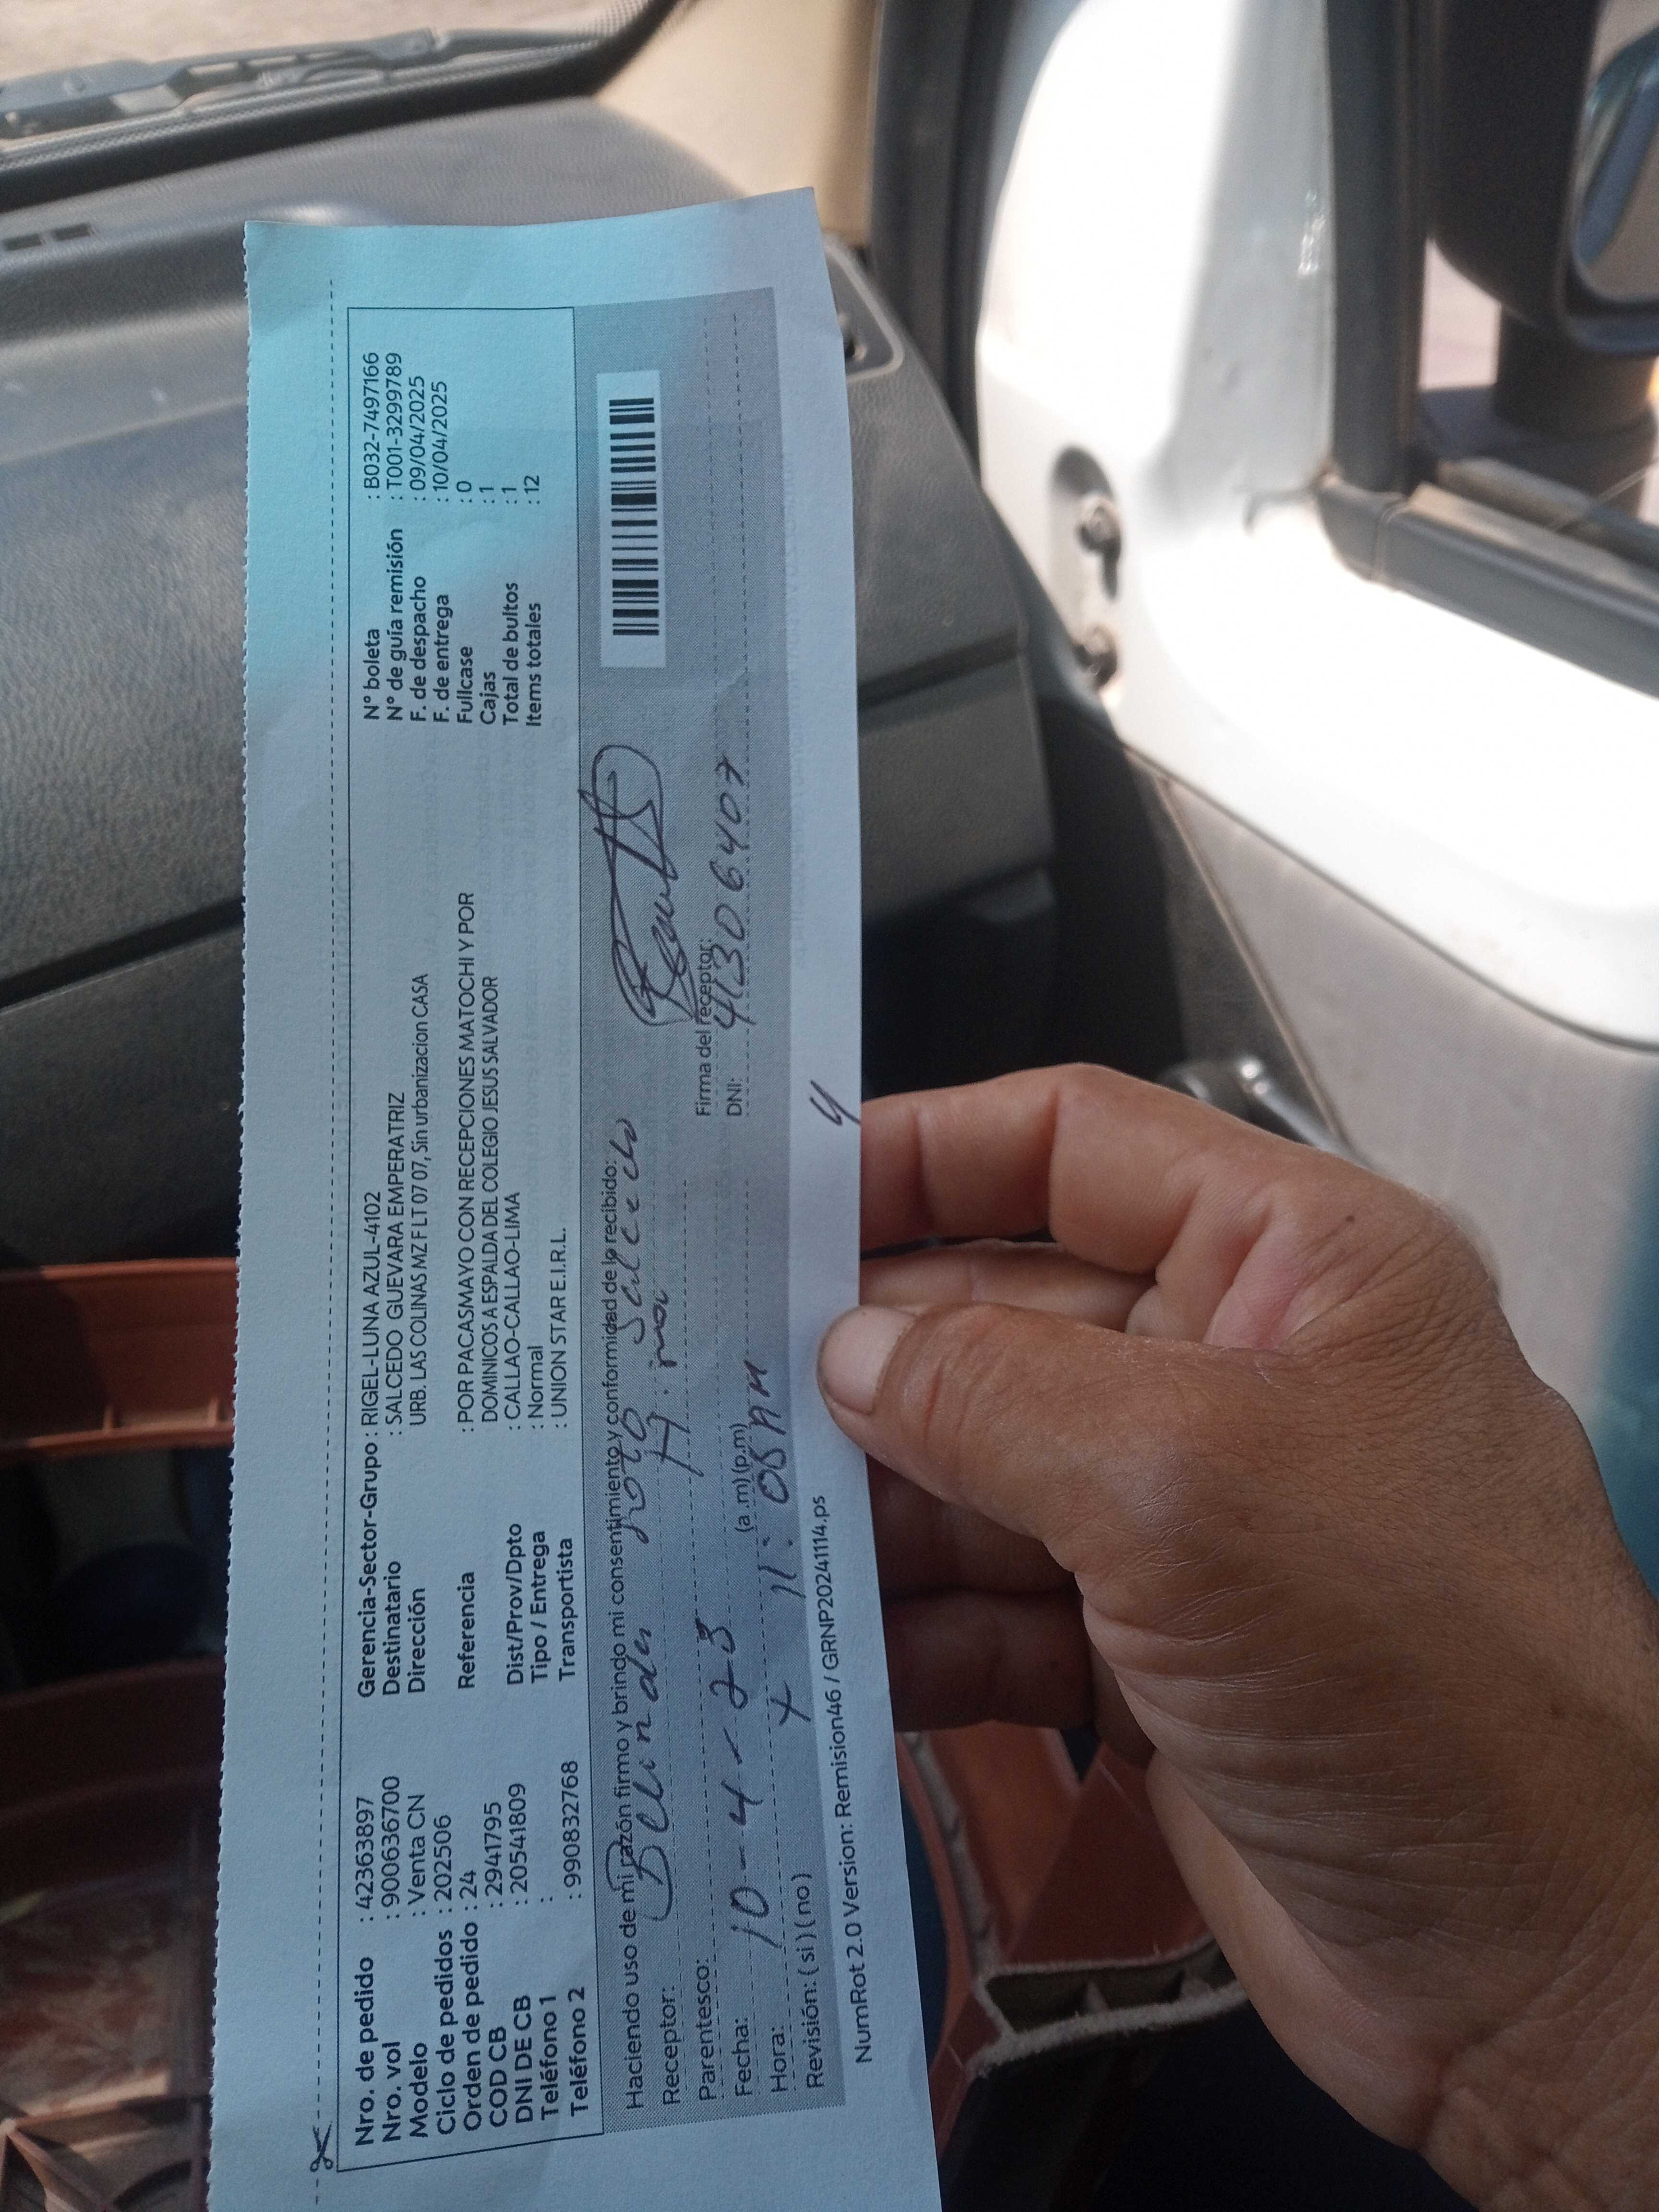 Nro. de pedido : 42363897
Nro. vol : 900636700
Modelo : Venta CN
Ciclo de pedidos : 202506
Orden de pedido : 24
COD CB : 2941795
DNI DE CB : 20541809
Teléfono 1 :
Teléfono 2 : 990832768
Gerencia-Sector-Grupo : RIGEL-LUNA AZUL-4102
Destinatario : SALCEDO GUEVARA EMPERATRIZ
Dirección URB. LAS COLINAS MZ F LT 07 07, Sin urbanizacion CASA
Referencia : POR PACASMAYO CON RECEPCIONES MATOCHI Y POR
DOMINICOS A ESPALDA DEL COLEGIO JESUS SALVADOR
Dist/Prov/Dpto : CALLAO-CALLAO-LIMA
Tipo / Entrega : Normal
Transportista : UNION STAR E.I.R.L.
N° boleta : B032-7497166
N° de guía remisión : T001-3299789
F. de despacho : 09/04/2025
F. de entrega : 10/04/2025
Fullcase : 0
Cajas : 1
Total de bultos : 1
Items totales : 12
Haciendo uso de mi razón firmo y brindo mi consentimiento y conformidad de lo recibido:
Receptor: Belinda Soto Salcedo
Parentesco:
Firma del receptor:
Fecha: 10-4-25
DNI: 41306407
Hora: (a .m) (p.m) 11:05 AM
Revisión: ( si ) ( no )
NumRot 2.0 Version: Remision46 / GRNP20241114.ps